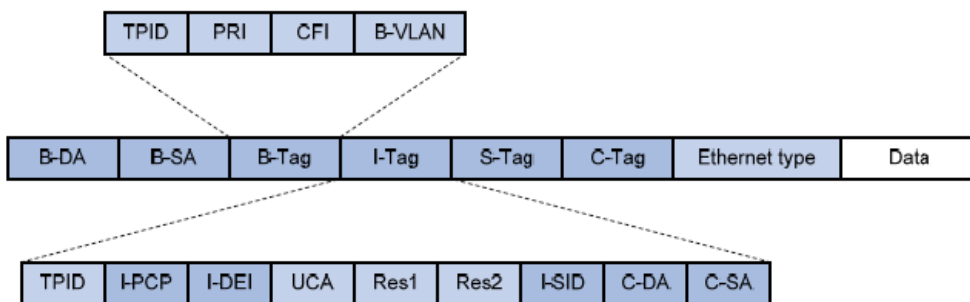 TPID PRI CFI B-VLAN
B-DA B-SA B-Tag I-Tag S-Tag C-Tag Ethernet type Data
TPID I-PCP I-DEI UCA Res1 Res2 I-SID C-DA C-SA